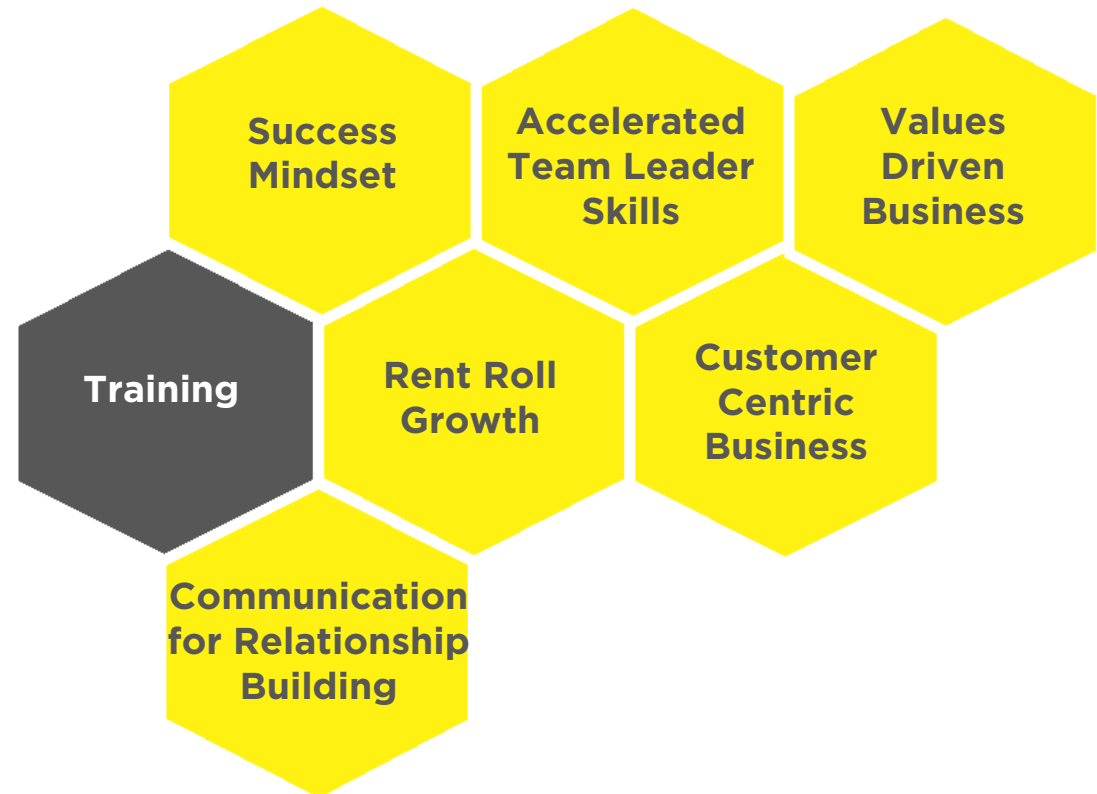 Success
Mindset
Accelerated
Team Leader
Skills
Values
Driven
Business
Training
Rent Roll
Growth
Customer
Centric
Business
Communication
for Relationship
Building